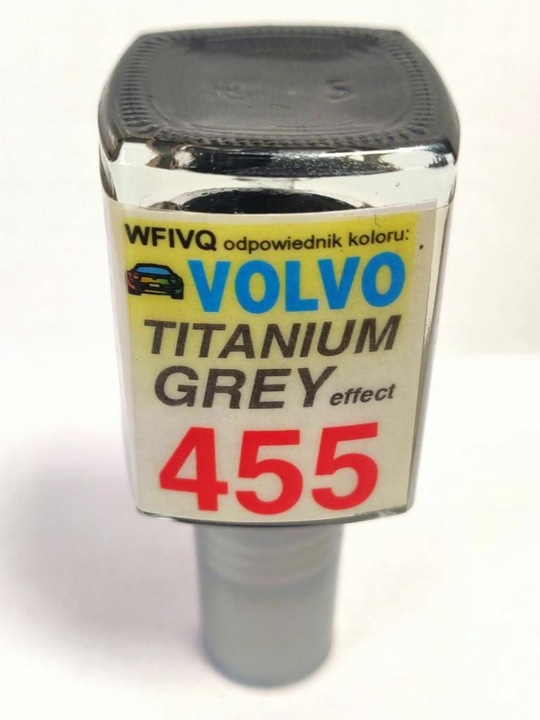 WFIVQ odpowiednik koloru:
VOLVO
TITANIUM
GREY effect
455